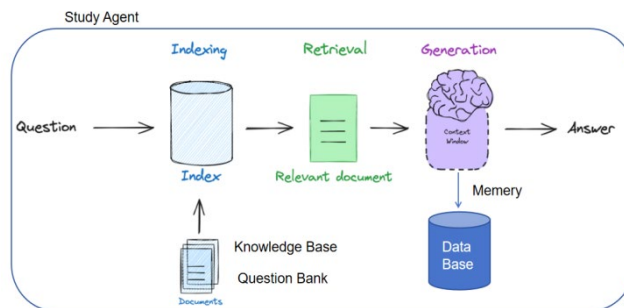 Study Agent
Indexing
Retrieval
Generation
Question
Context
Window
Answer
Index
Relevant document
Memery
Knowledge Base
Question Bank
Documents
Data
Base